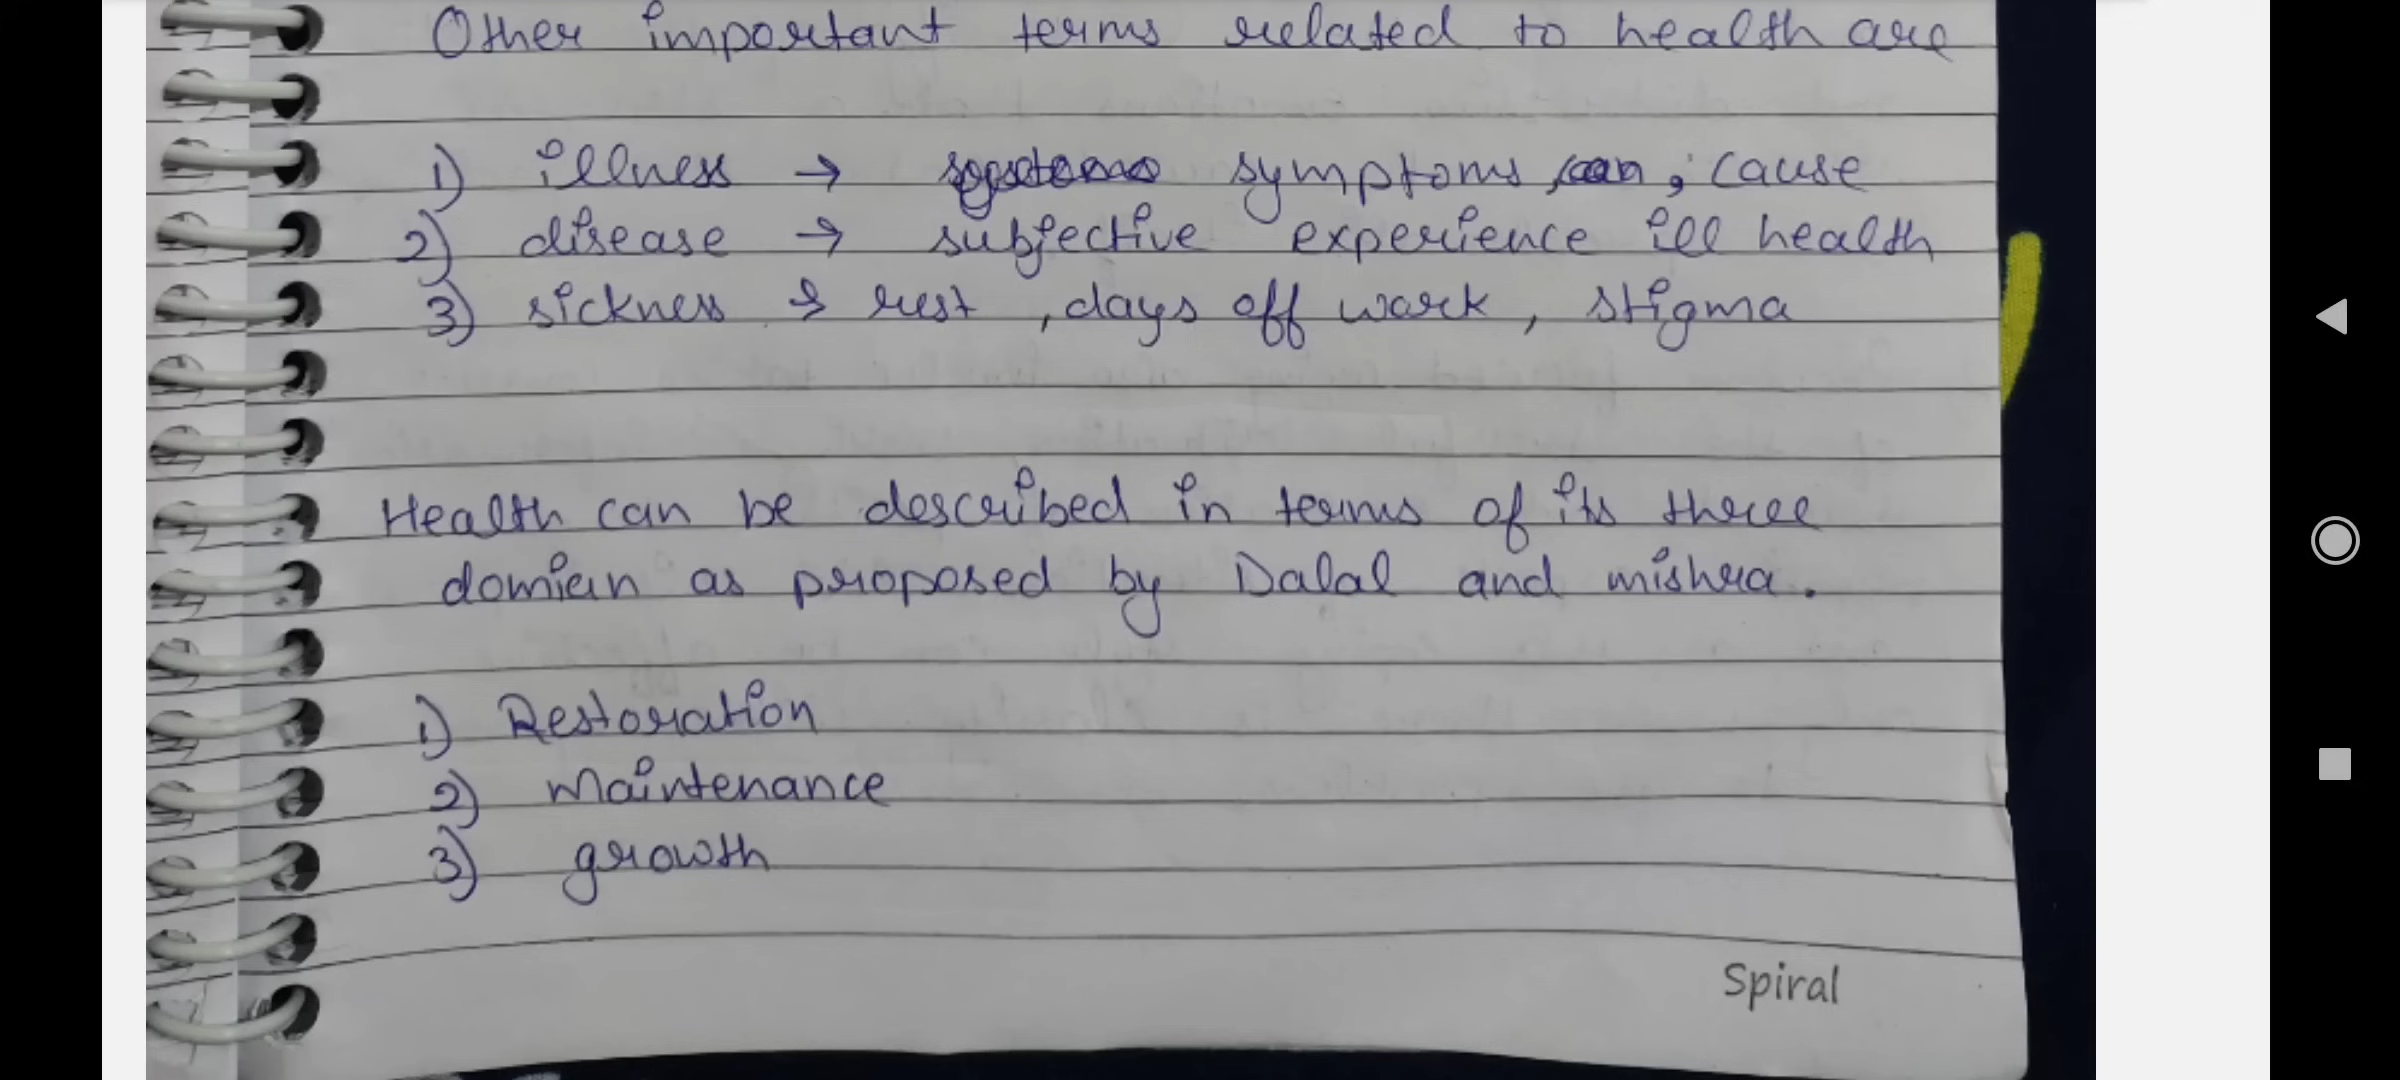 Other important terms related to health are
1) illness → symptoms ; cause
2) disease → subjective experience ill health
3) sickness → rest , days off work , stigma
Health can be described in terms of its three
domian as proposed by Dalal and mishra .
1) Restoration
2) maintenance
3) growth
Spiral